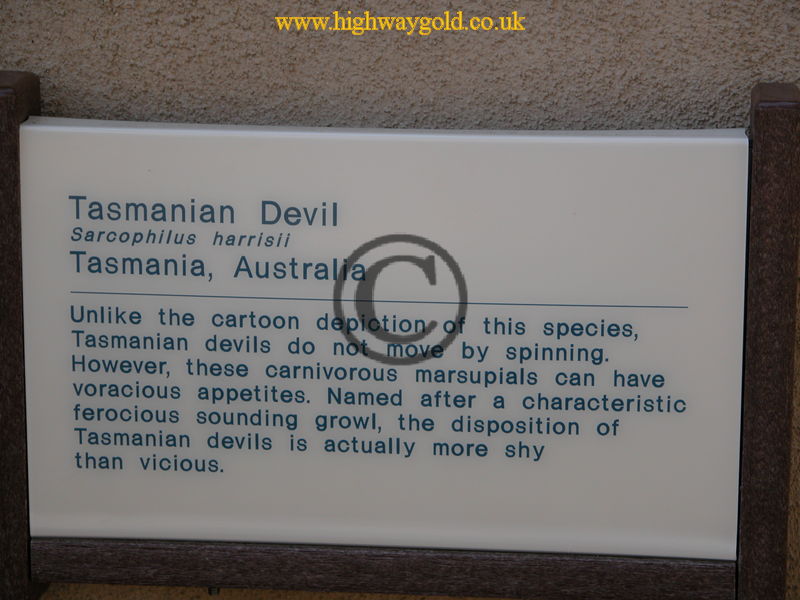 www.highwaygold.co.uk
Tasmanian Devil
Sarcophilus harrisii
Tasmania, Australia
©
Unlike the cartoon depiction of this species,
Tasmanian devils do not move by spinning.
However, these carnivorous marsupials can have
voracious appetites. Named after a characteristic
ferocious sounding growl, the disposition of
Tasmanian devils is actually more shy
than vicious.